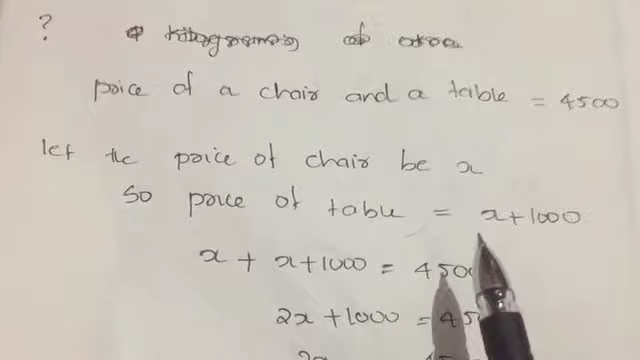 ?
price of a chair and a table = 4500
let the price of chair be x
so price of table = x+1000
x + x+1000 = 450
2x +1000 = 45
2x